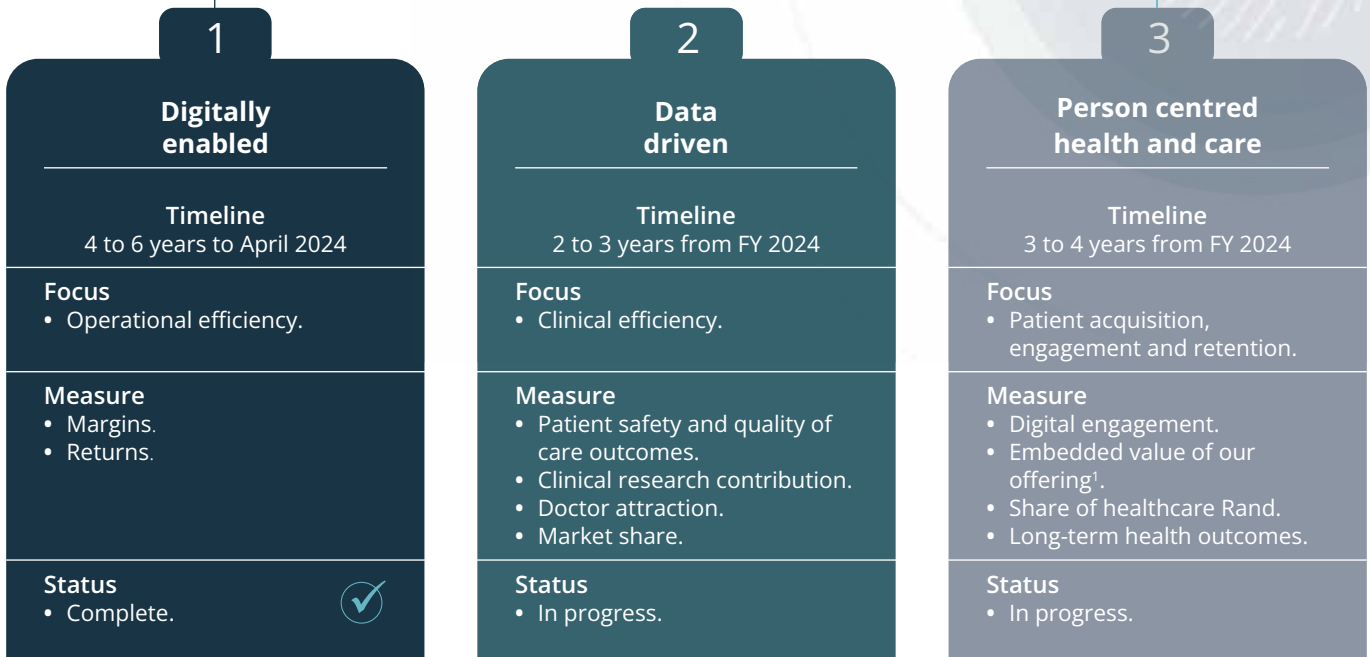 1
Digitally
enabled
Timeline
4 to 6 years to April 2024
Focus
• Operational efficiency.
Measure
• Margins.
• Returns.
Status
• Complete.
2
Data
driven
Timeline
2 to 3 years from FY 2024
Focus
• Clinical efficiency.
Measure
• Patient safety and quality of
care outcomes.
• Clinical research contribution.
• Doctor attraction.
• Market share.
Status
• In progress.
3
Person centred
health and care
Timeline
3 to 4 years from FY 2024
Focus
• Patient acquisition,
engagement and retention.
Measure
• Digital engagement.
• Embedded value of our
offering¹.
• Share of healthcare Rand.
• Long-term health outcomes.
Status
• In progress.